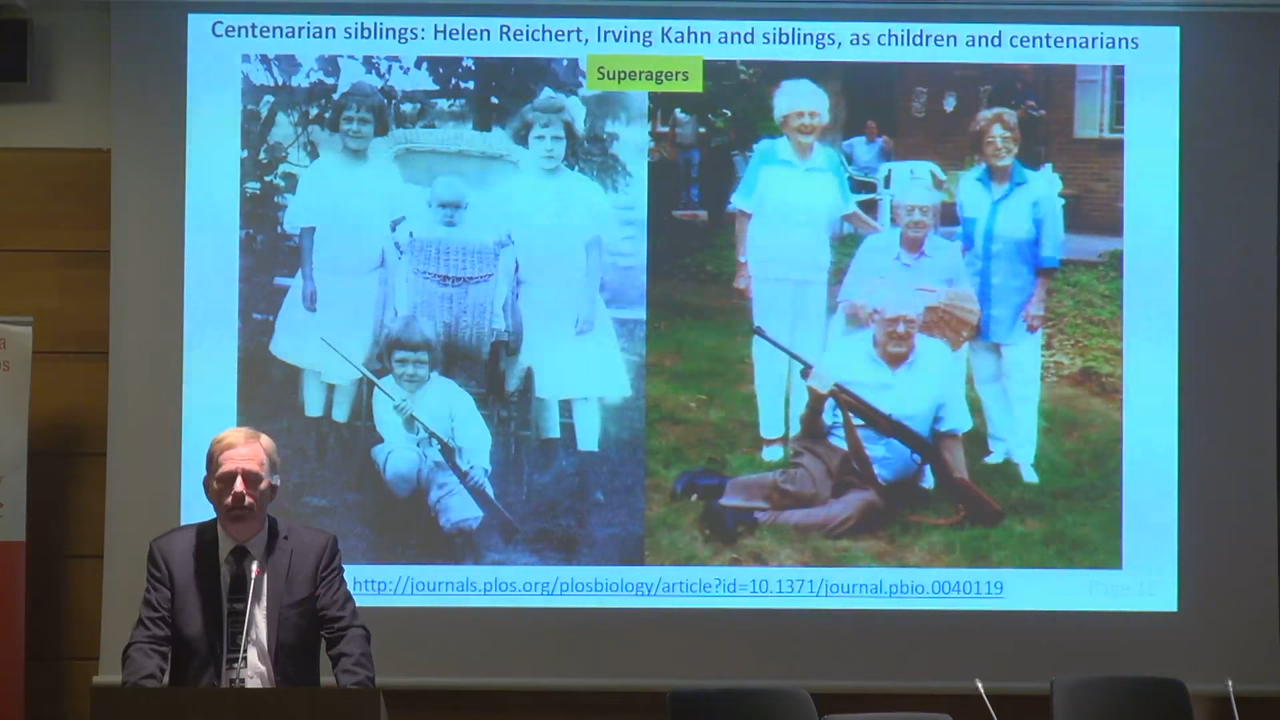 Centenarian siblings: Helen Reichert, Irving Kahn and siblings, as children and centenarians
Superagers
http://journals.plos.org/plosbiology/article?id=10.1371/journal.pbio.0040119